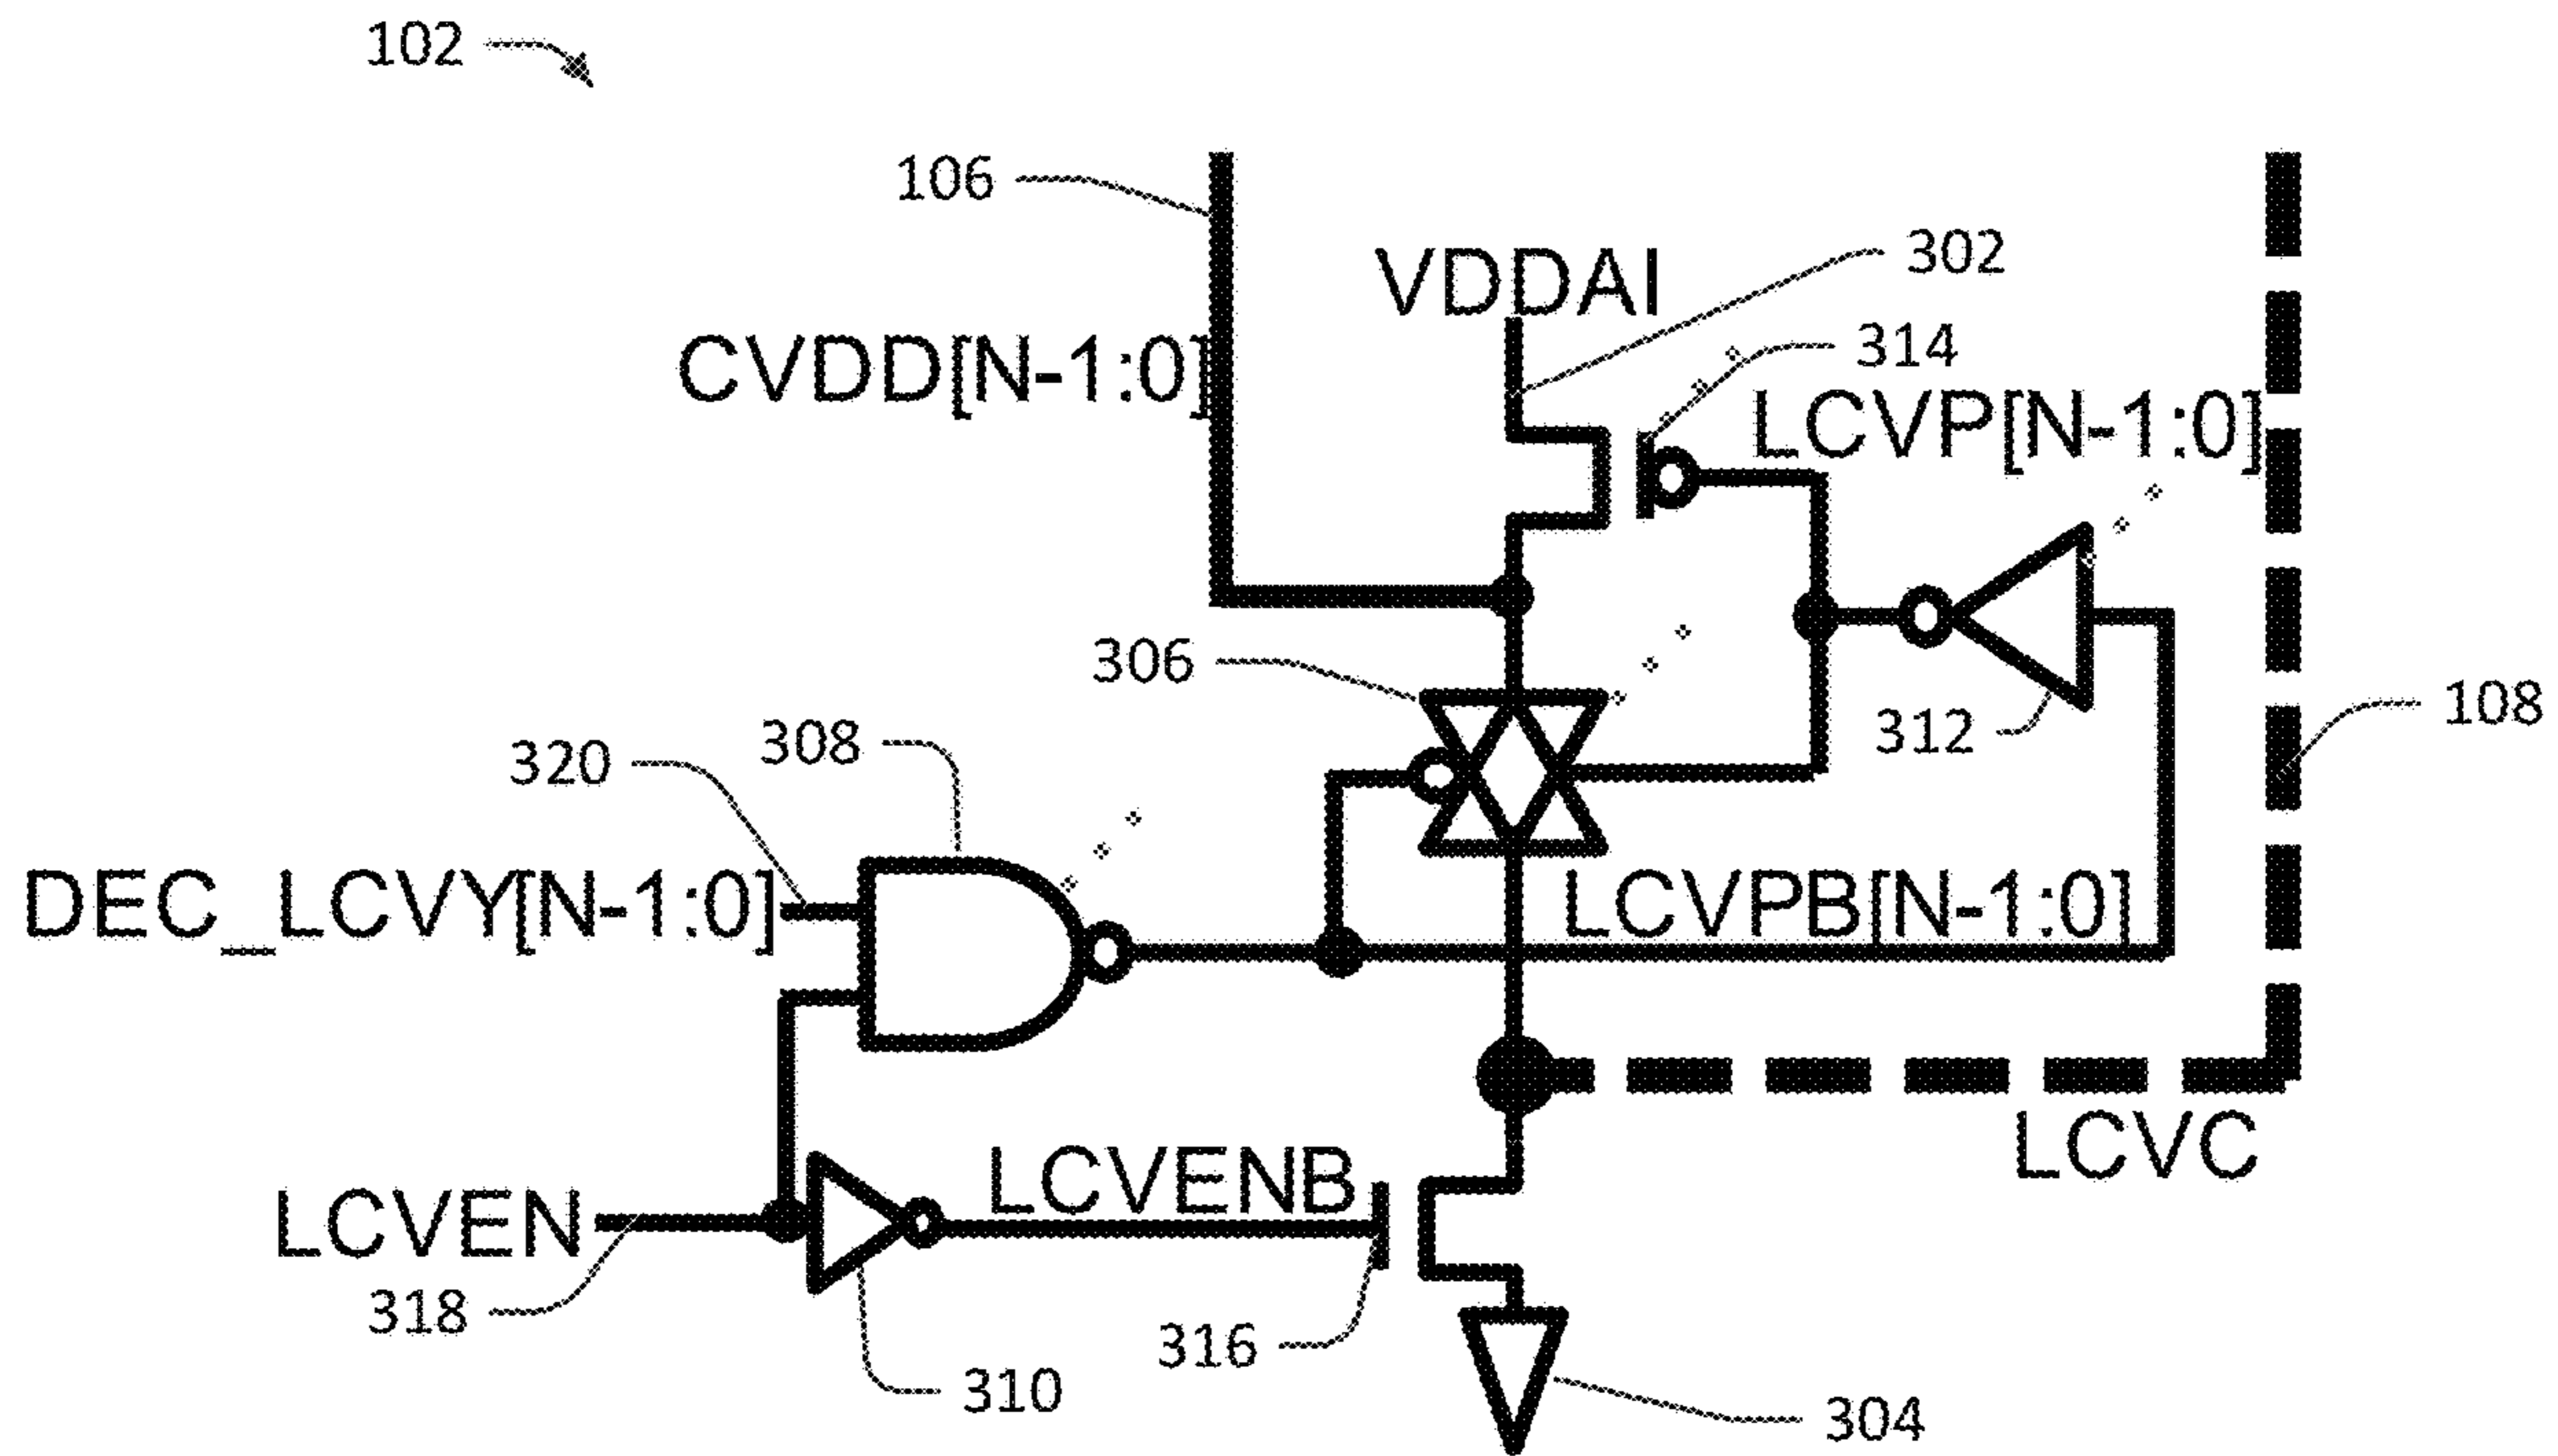 102
106
VDDAI
302
CVDD[N-1:0]
314
LCVP[N-1:0]
306
308
320
312
108
DEC_LCVY[N-1:0]
LCVPB[N-1:0]
LCVENB
LCVC
LCVEN
318
316
310
304